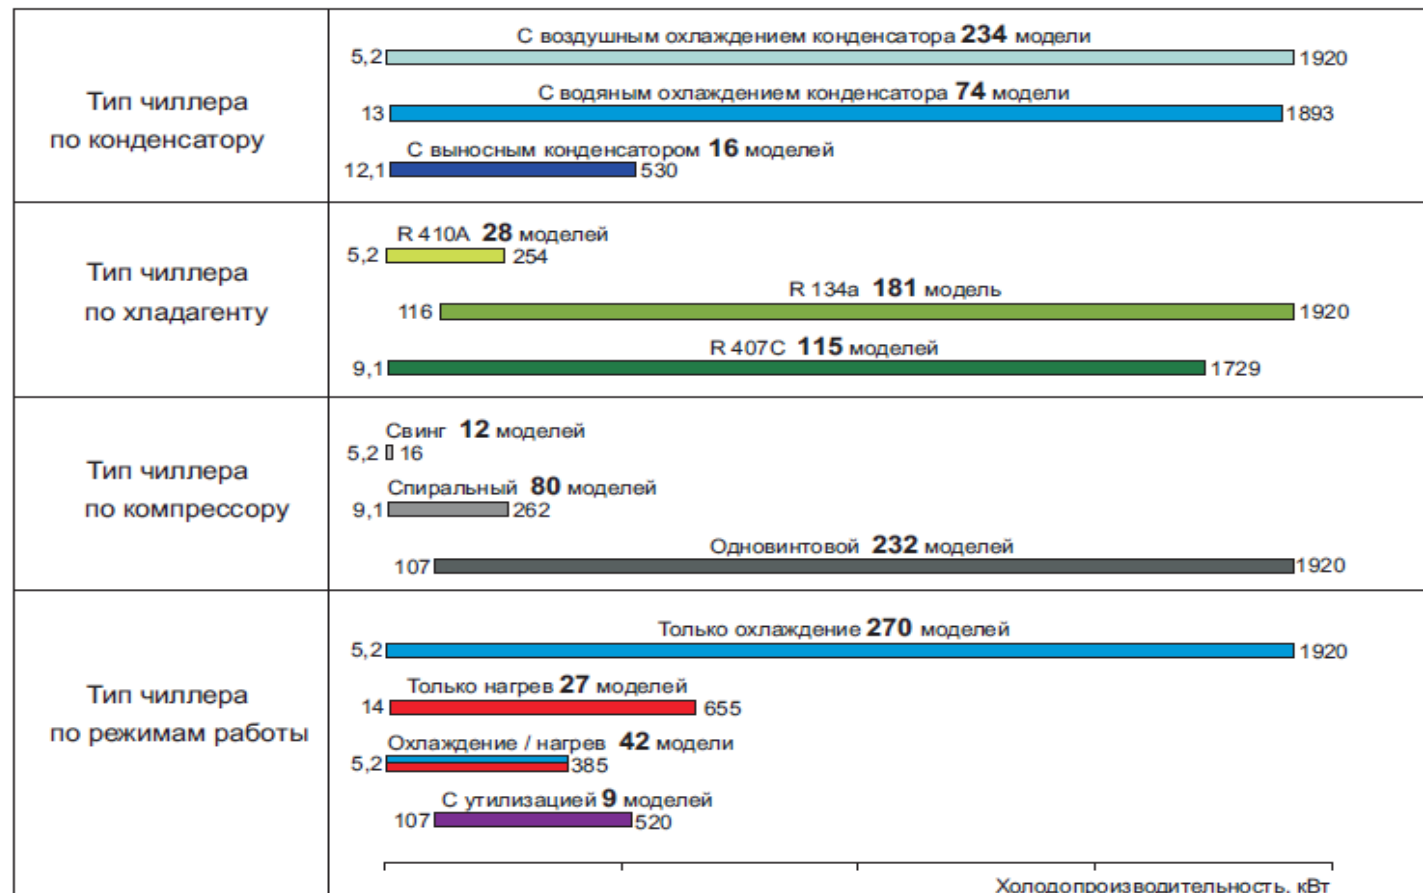 Тип чиллера
по конденсатору
С воздушным охлаждением конденсатора 234 модели
5,2 1920
С водяным охлаждением конденсатора 74 модели
13 1893
С выносным конденсатором 16 моделей
12,1 530
Тип чиллера
по хладагенту
R 410A 28 моделей
5,2 254
R 134a 181 модель
116 1920
R 407C 115 моделей
9,1 1729
Тип чиллера
по компрессору
Свинг 12 моделей
5,2 16
Спиральный 80 моделей
9,1 262
Одновинтовой 232 моделей
107 1920
Тип чиллера
по режимам работы
Только охлаждение 270 моделей
5,2 1920
Только нагрев 27 моделей
14 655
Охлаждение / нагрев 42 модели
5,2 385
С утилизацией 9 моделей
107 520
Холодопроизводительность, кВт